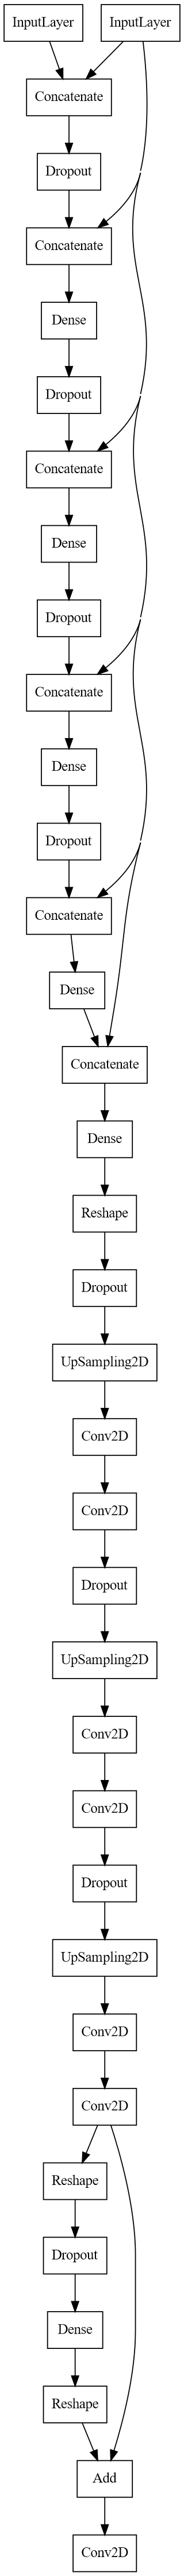 InputLayer
InputLayer
Concatenate
Dropout
Concatenate
Dense
Dropout
Concatenate
Dense
Dropout
Concatenate
Dense
Dropout
Concatenate
Dense
Concatenate
Dense
Reshape
Dropout
UpSampling2D
Conv2D
Conv2D
Dropout
UpSampling2D
Conv2D
Conv2D
Dropout
UpSampling2D
Conv2D
Conv2D
Reshape
Dropout
Dense
Reshape
Add
Conv2D